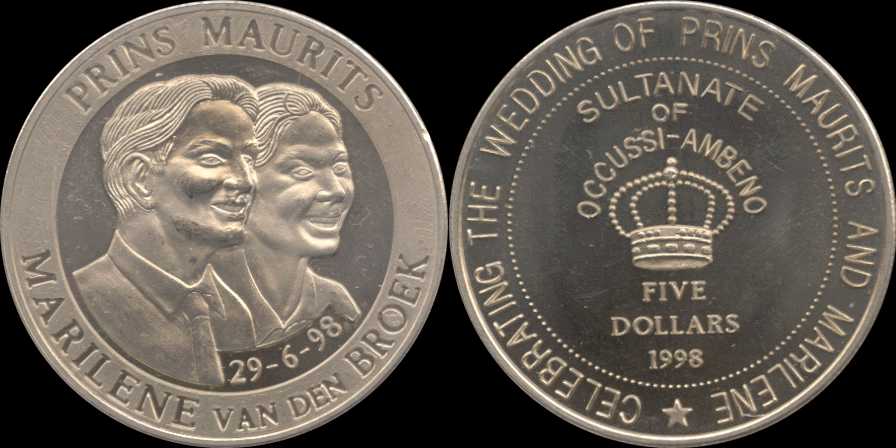 PRINS MAURITS
MARILENE VAN DEN BROEK
29-6-98
CELEBRATING THE WEDDING OF PRINS MAURITS AND MARILENE
SULTANATE
OF
OCCUSSI-AMBENO
FIVE
DOLLARS
1998